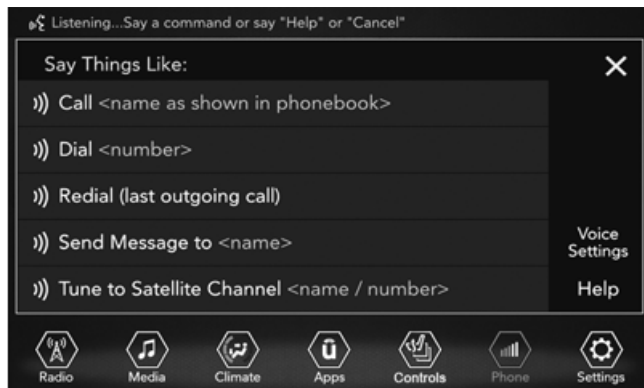 Listening...Say a command or say "Help" or "Cancel"
Say Things Like:
Call <name as shown in phonebook>
Dial <number>
Redial (last outgoing call)
Send Message to <name>
Voice
Settings
Tune to Satellite Channel <name / number>
Help
Radio
Media
Climate
ū
Apps
Controls
Phone
Settings